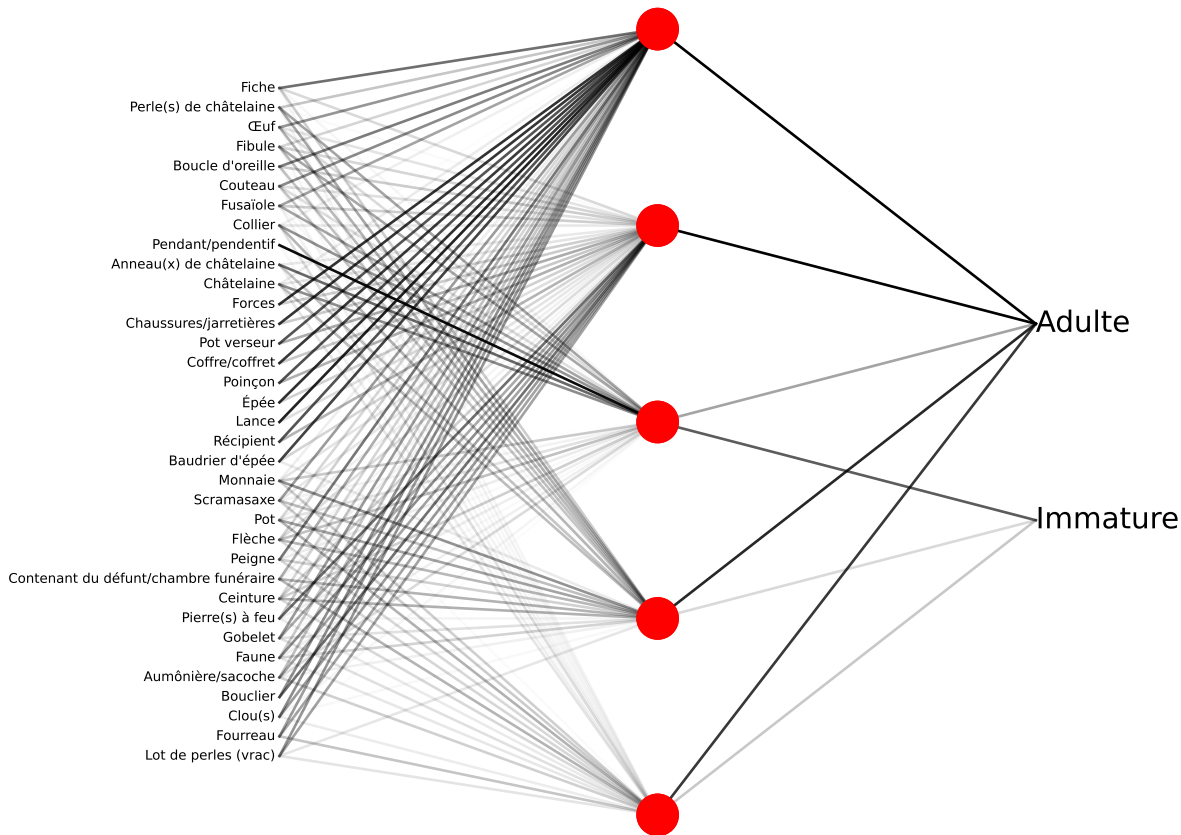 Fiche
Perle(s) de châtelaine
Œuf
Fibule
Boucle d'oreille
Couteau
Fusaïole
Collier
Pendant/pendentif
Anneau(x) de châtelaine
Châtelaine
Forces
Chaussures/jarretières
Pot verseur
Coffre/coffret
Poinçon
Épée
Lance
Récipient
Baudrier d'épée
Monnaie
Scramasaxe
Pot
Flèche
Peigne
Contenant du défunt/chambre funéraire
Ceinture
Pierre(s) à feu
Gobelet
Faune
Aumônière/sacoche
Bouclier
Clou(s)
Fourreau
Lot de perles (vrac)
Adulte
Immature